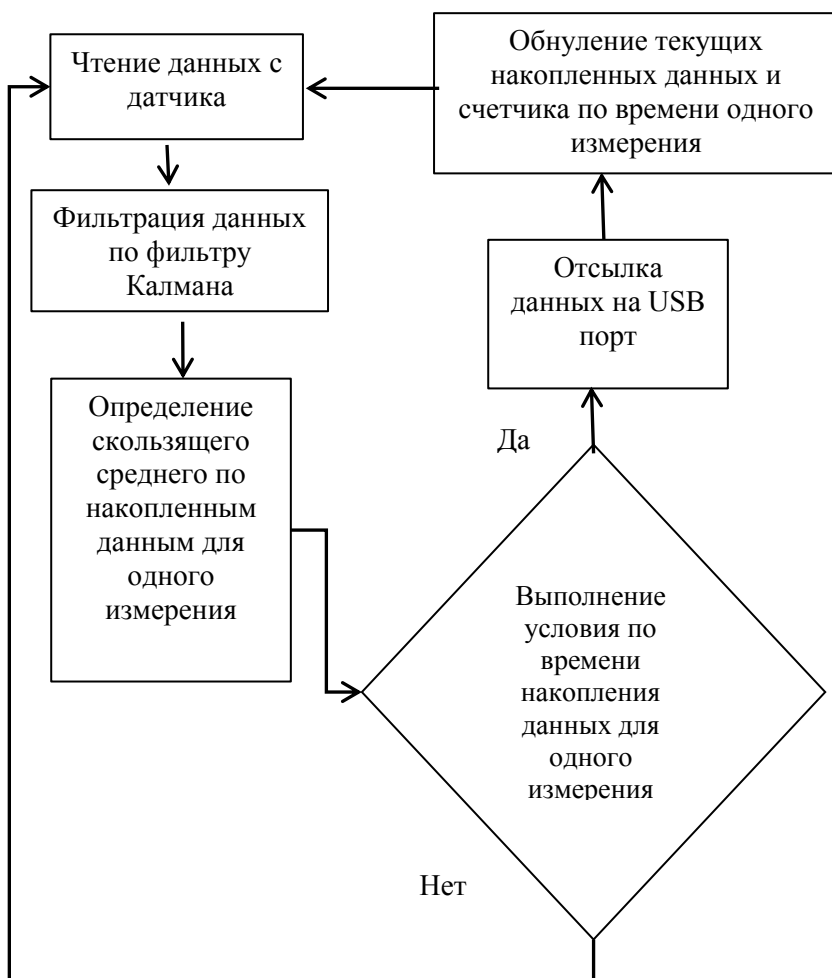 Чтение данных с
датчика
Фильтрация данных
по фильтру
Калмана
Определение
скользящего
среднего по
накопленным
данным для
одного
измерения
Выполнение
условия по
времени
накопления
данных для
одного
измерения
Да
Нет
Отсылка
данных на USB
порт
Обнуление текущих
накопленных данных и
счетчика по времени одного
измерения